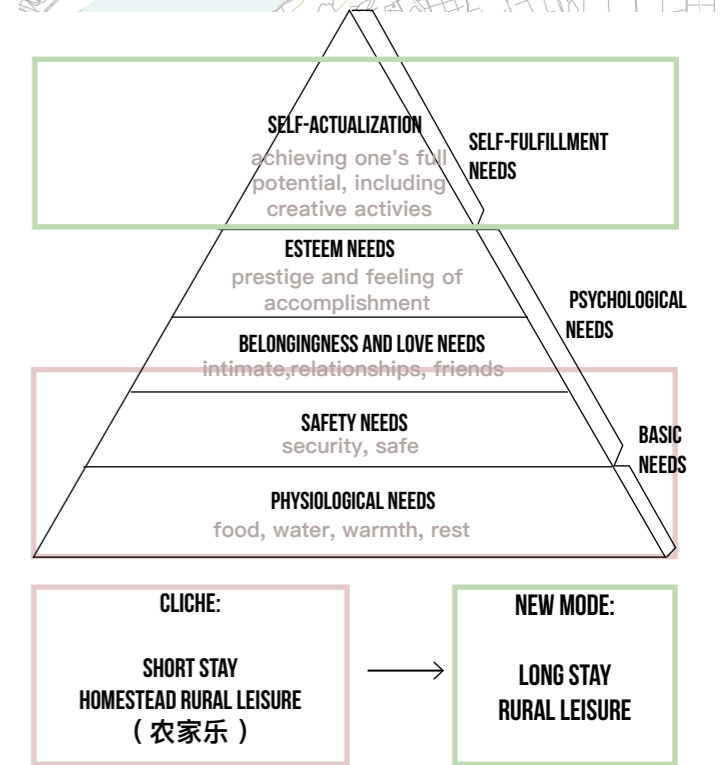 SELF-ACTUALIZATION
achieving one's full
potential, including
creative activies
SELF-FULFILLMENT
NEEDS
ESTEEM NEEDS
prestige and feeling of
accomplishment
PSYCHOLOGICAL
NEEDS
BELONGINGNESS AND LOVE NEEDS
intimate,relationships, friends
SAFETY NEEDS
security, safe
BASIC
NEEDS
PHYSIOLOGICAL NEEDS
food, water, warmth, rest
CLICHE:
SHORT STAY
HOMESTEAD RURAL LEISURE
（农家乐）
NEW MODE:
LONG STAY
RURAL LEISURE